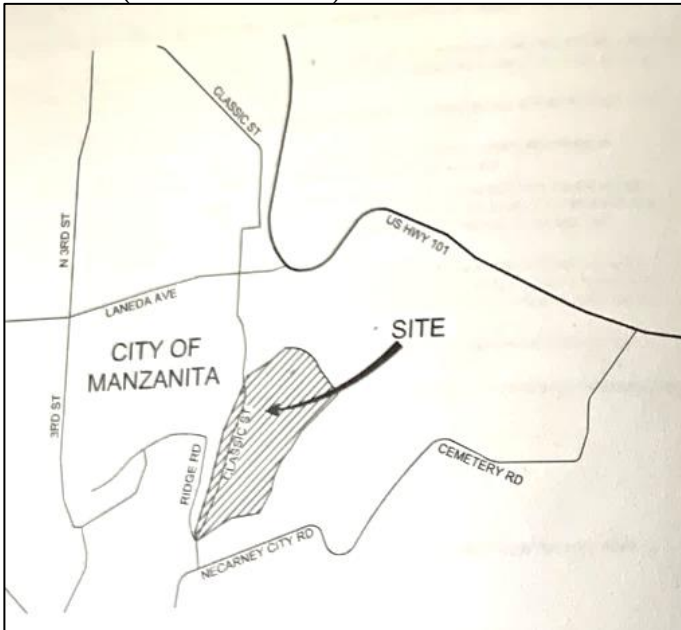 CLASSIC ST
N 3RD ST
US HWY 101
LANEDA AVE
SITE
CITY OF
MANZANITA
3RD ST
CLASSIC ST
RIDGE RD
CEMETERY RD
NECARNEY CITY RD